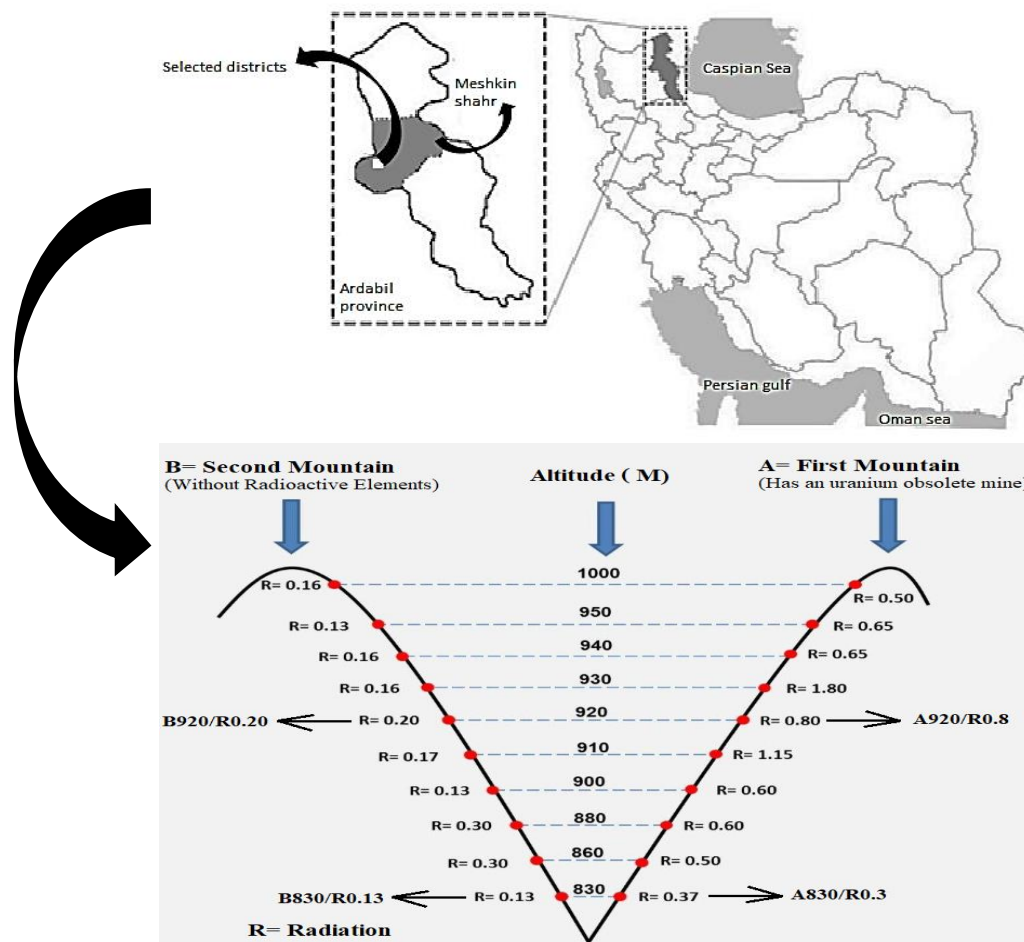 Selected districts
Meshkin
shahr
Ardabil
province
Caspian Sea
Persian gulf
Oman sea
B= Second Mountain
(Without Radioactive Elements)
Altitude ( M)
A= First Mountain
(Has an uranium obsolete mine)
R= 0.16 1000 R= 0.50
R= 0.13 950 R= 0.65
R= 0.16 940 R= 0.65
R= 0.16 930 R= 1.80
B920/R0.20 R= 0.20 920 R= 0.80 A920/R0.8
R= 0.17 910 R= 1.15
R= 0.13 900 R= 0.60
R= 0.30 880 R= 0.60
R= 0.30 860 R= 0.50
B830/R0.13 R= 0.13 830 R= 0.37 A830/R0.3
R= Radiation